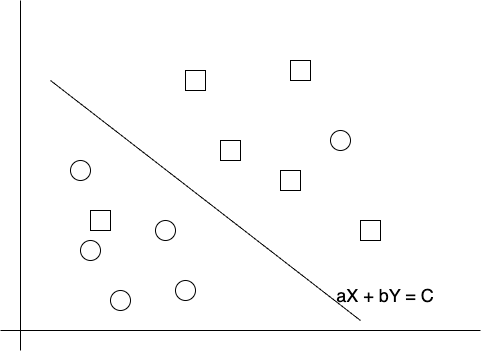 aX + bY = C